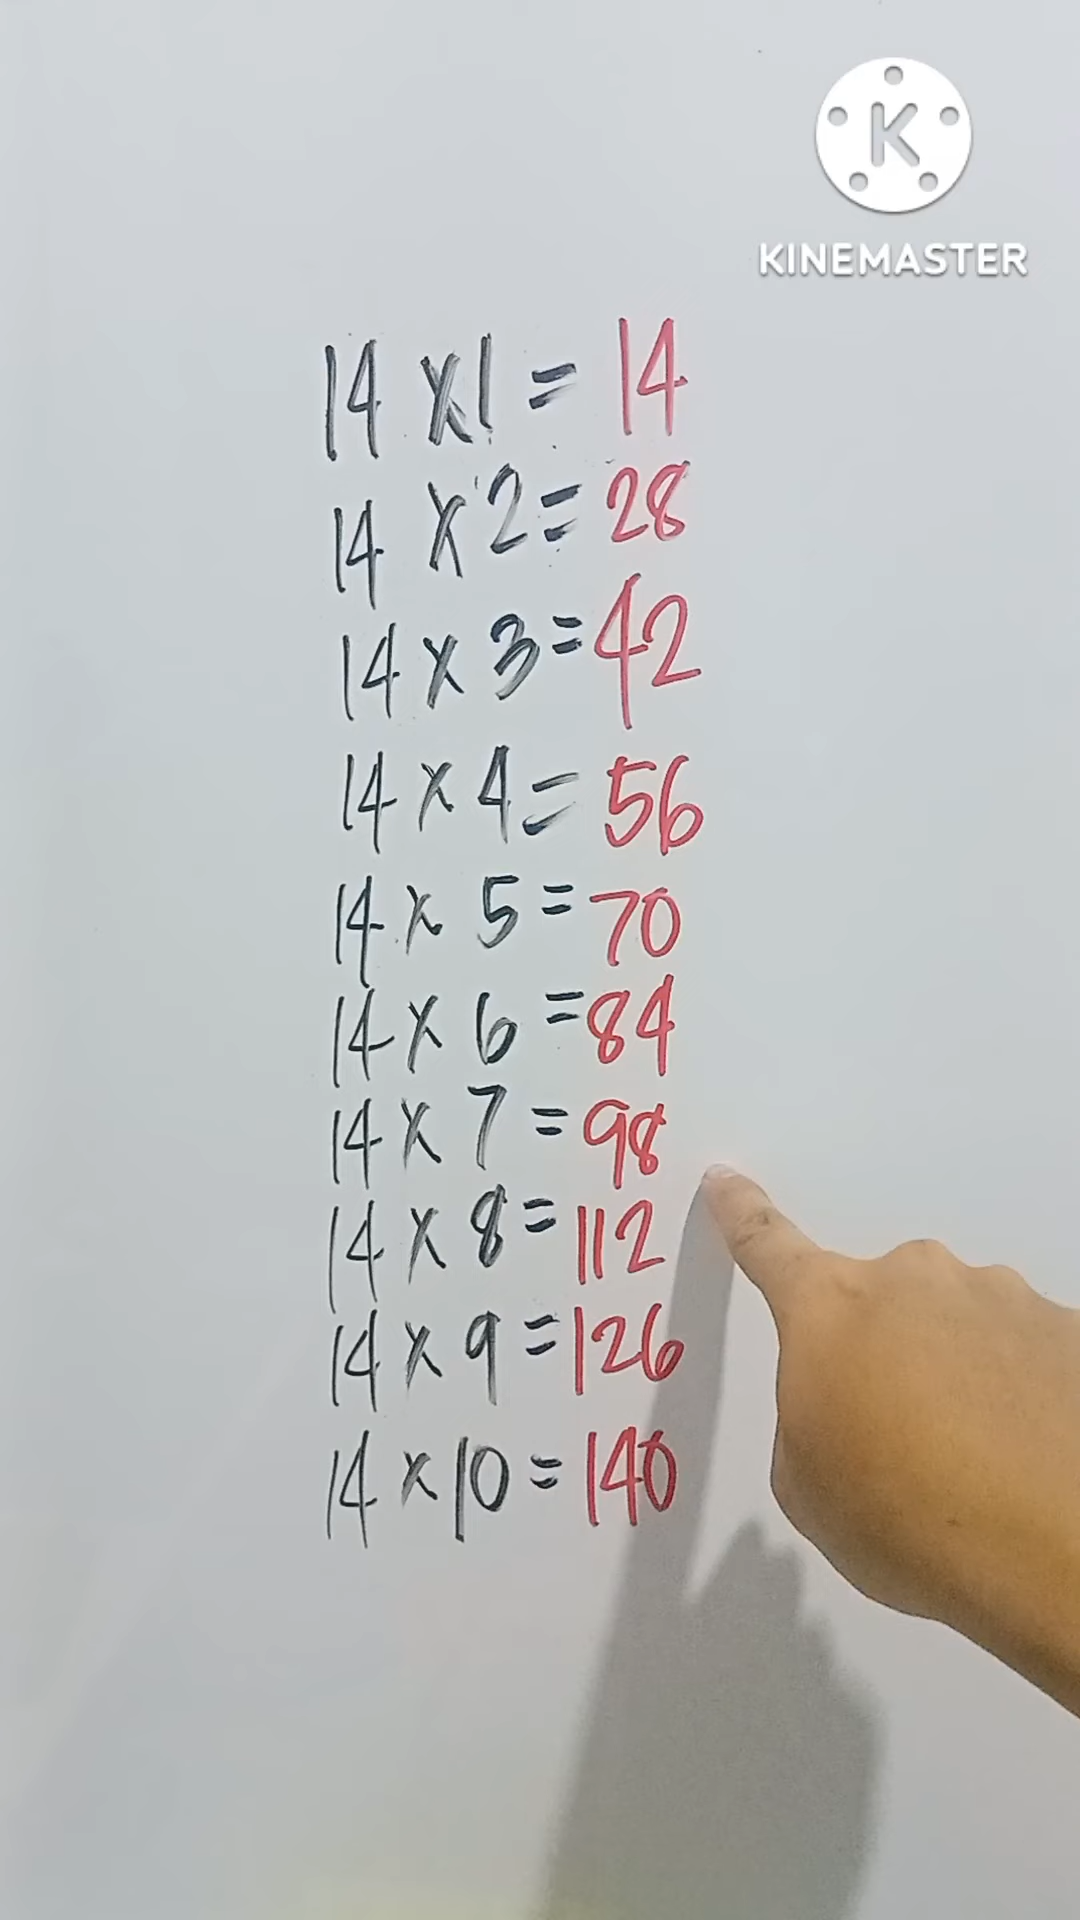 K
KINEMASTER
14 x1 = 14
14 x 2 = 28
14 x 3 = 42
14 x 4 = 56
14 x 5 = 70
14 x 6 = 84
14 x 7 = 98
14 x 8 = 112
14 x 9 = 126
14 x 10 = 140